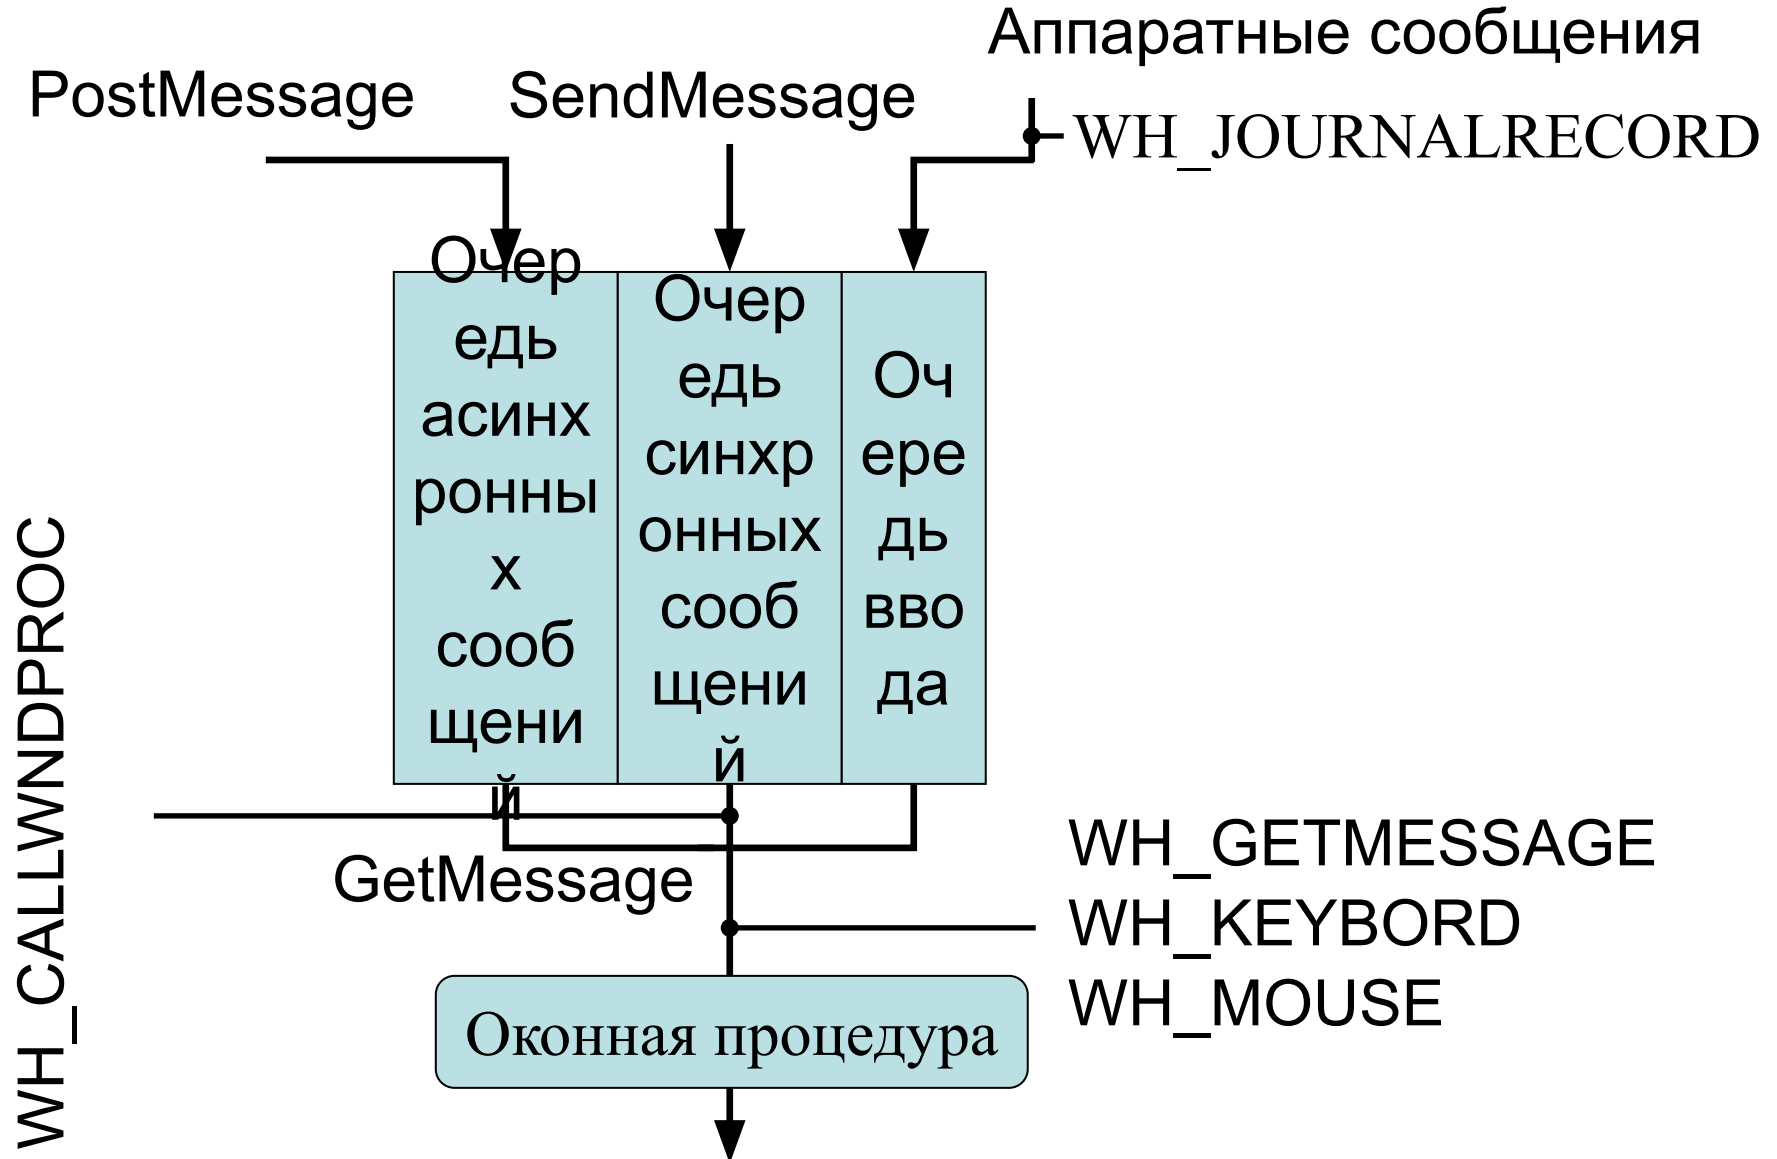 Аппаратные сообщения
PostMessage
SendMessage
WH_JOURNALRECORD
Очер
едь
асинх
ронны
х
сооб
щени
й
Очер
едь
синхр
онных
сооб
щени
й
Оч
ере
дь
вво
да
WH_CALLWNDPROC
GetMessage
WH_GETMESSAGE
WH_KEYBORD
WH_MOUSE
Оконная процедура